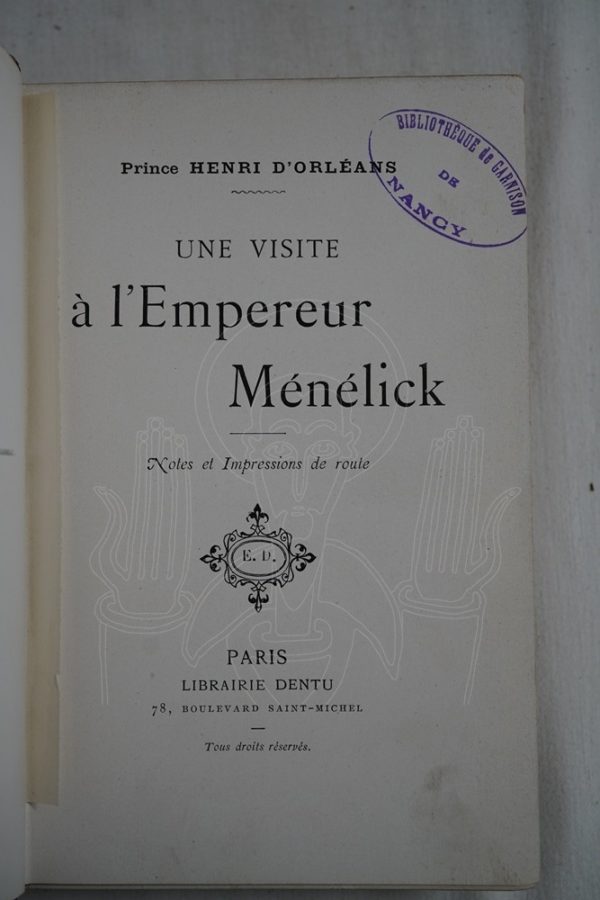 Prince HENRI D'ORLÉANS
BIBLIOTHÈQUE de GARNISON
DE
NANCY
UNE VISITE
à l'Empereur
Ménélick
Notes et Impressions de route
E. D.
PARIS
LIBRAIRIE DENTU
78, BOULEVARD SAINT-MICHEL
Tous droits réservés.